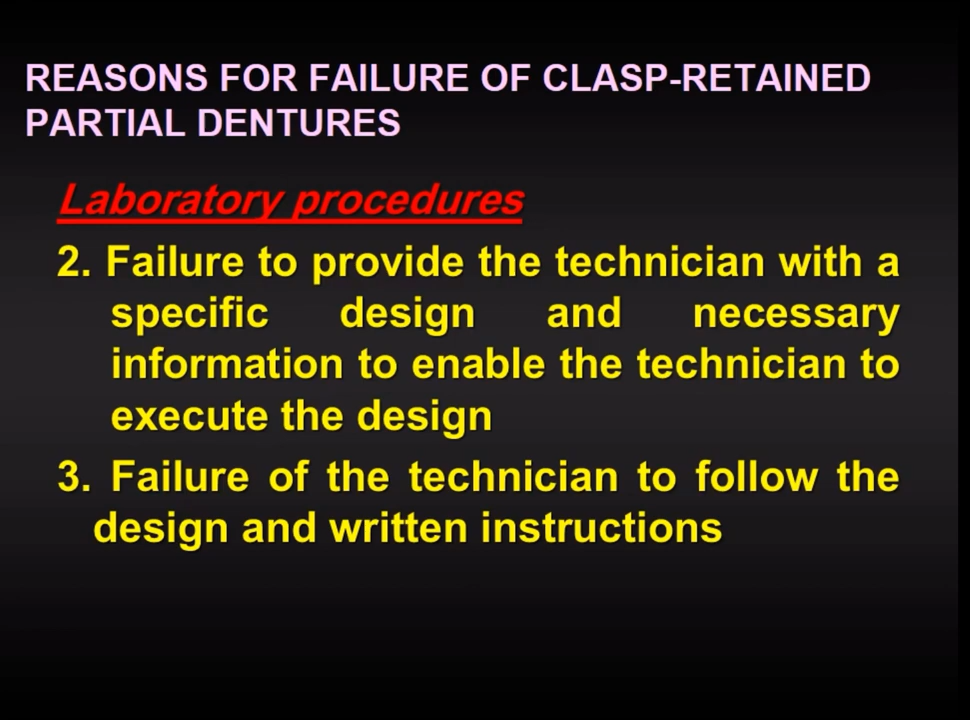 REASONS FOR FAILURE OF CLASP-RETAINED
PARTIAL DENTURES
Laboratory procedures
2. Failure to provide the technician with a
specific design and necessary
information to enable the technician to
execute the design
3. Failure of the technician to follow the
design and written instructions